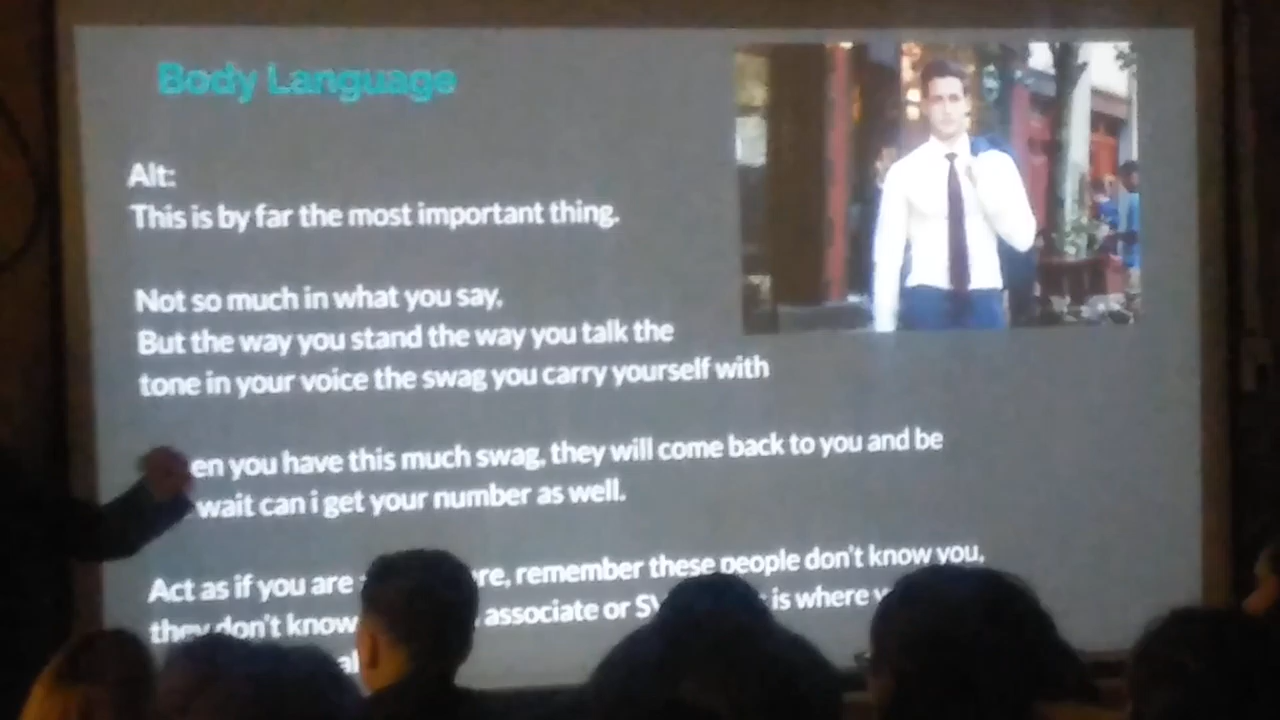 Body Language
Alt:
This is by far the most important thing.
Not so much in what you say,
But the way you stand the way you talk the
tone in your voice the swag you carry yourself with
en you have this much swag, they will come back to you and be
wait can i get your number as well.
Act as if you are re, remember these people don't know you,
they don't know associate or is where